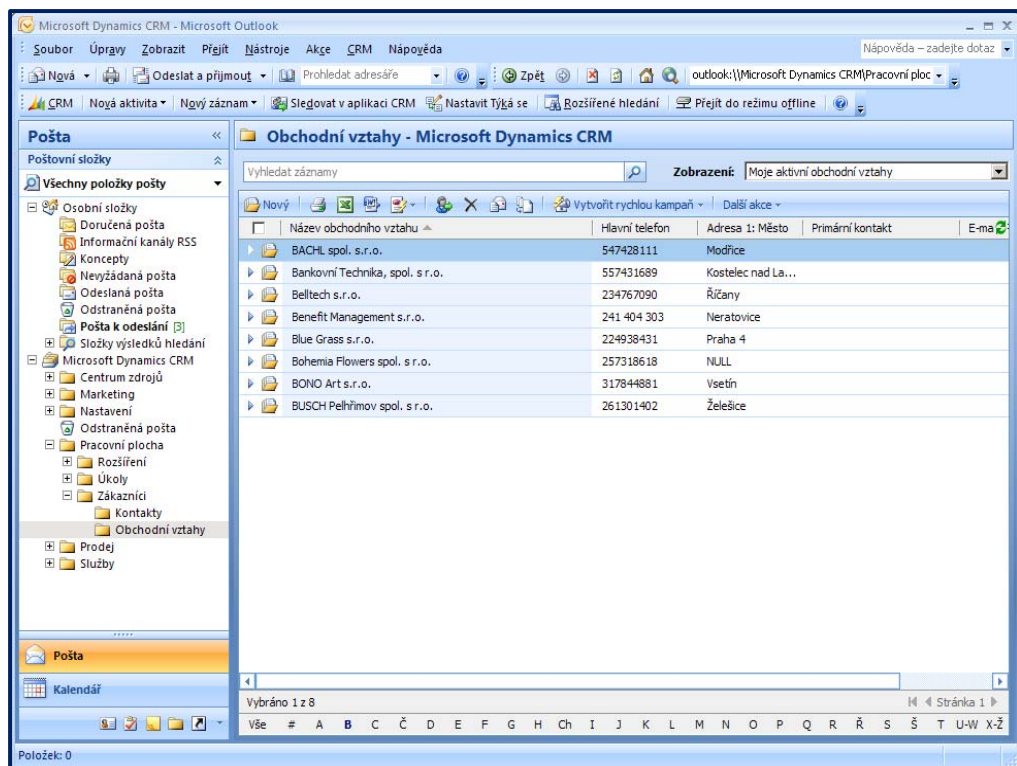 Microsoft Dynamics CRM - Microsoft Outlook
Soubor Úpravy Zobrazit Přejít Nástroje Akce CRM Nápověda Nápověda – zadejte dotaz
Nová Odeslat a přijmout Prohledat adresáře Zpět outlook:\\Microsoft Dynamics CRM\Pracovní ploc
CRM Nová aktivita Nový záznam Sledovat v aplikaci CRM Nastavit Týká se Rozšířené hledání Přejít do režimu offline
Pošta «
Poštovní složky
Všechny položky pošty
Osobní složky
Doručená pošta
Informační kanály RSS
Koncepty
Nevyžádaná pošta
Odeslaná pošta
Odstraněná pošta
Pošta k odeslání [3]
Složky výsledků hledání
Microsoft Dynamics CRM
Centrum zdrojů
Marketing
Nastavení
Odstraněná pošta
Pracovní plocha
Rozšíření
Úkoly
Zákazníci
Kontakty
Obchodní vztahy
Prodej
Služby
Pošta
Kalendář
Obchodní vztahy - Microsoft Dynamics CRM
Vyhledat záznamy Zobrazení: Moje aktivní obchodní vztahy
Nový Vytvořit rychlou kampaň Další akce
Název obchodního vztahu Hlavní telefon Adresa 1: Město Primární kontakt E-ma
BACHL spol. s.r.o. 547428111 Modřice
Bankovní Technika, spol. s r.o. 557431689 Kostelec nad La...
Belltech s.r.o. 234767090 Říčany
Benefit Management s.r.o. 241 404 303 Neratovice
Blue Grass s.r.o. 224938431 Praha 4
Bohemia Flowers spol. s r.o. 257318618 NULL
BONO Art s.r.o. 317844881 Vsetín
BUSCH Pelhřimov spol. s r.o. 261301402 Želešice
Vybráno 1 z 8 Stránka 1
Vše # A B C Č D E F G H Ch I J K L M N O P Q R Ř S Š T U-W X-Ž
Položek: 0